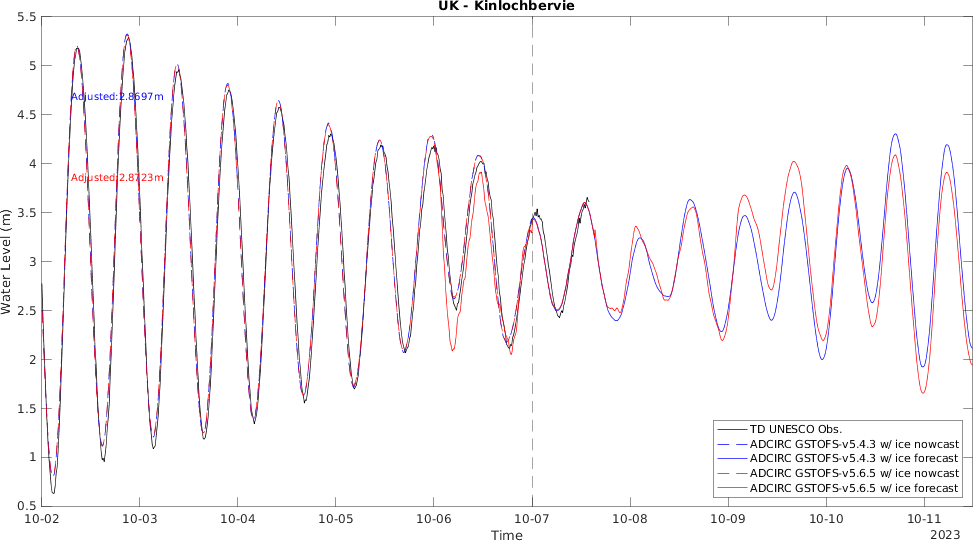 UK - Kinlochbervie
5.5
5
4.5
4
3.5
3
2.5
2
1.5
1
0.5
Water Level (m)
Adjusted:2.8697m
Adjusted:2.8723m
TD UNESCO Obs.
ADCIRC GSTOFS-v5.4.3 w/ ice nowcast
ADCIRC GSTOFS-v5.4.3 w/ ice forecast
ADCIRC GSTOFS-v5.6.5 w/ ice nowcast
ADCIRC GSTOFS-v5.6.5 w/ ice forecast
10-02 10-03 10-04 10-05 10-06 10-07 10-08 10-09 10-10 10-11
Time
2023